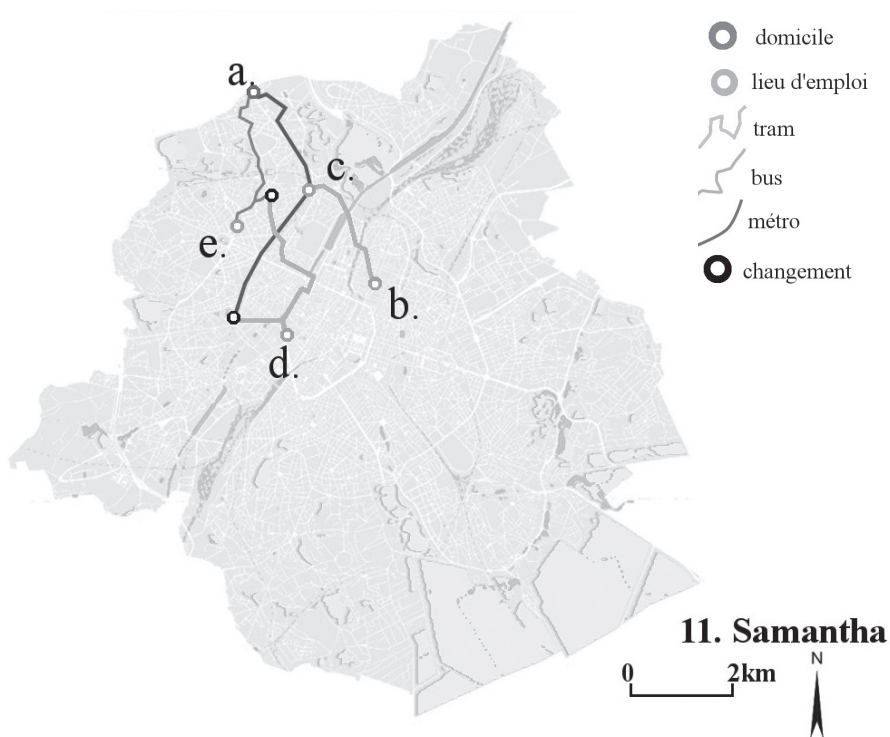 a.
domicile
lieu d'emploi
tram
c.
bus
métro
e.
changement
b.
d.
11. Samantha
N
0 2km